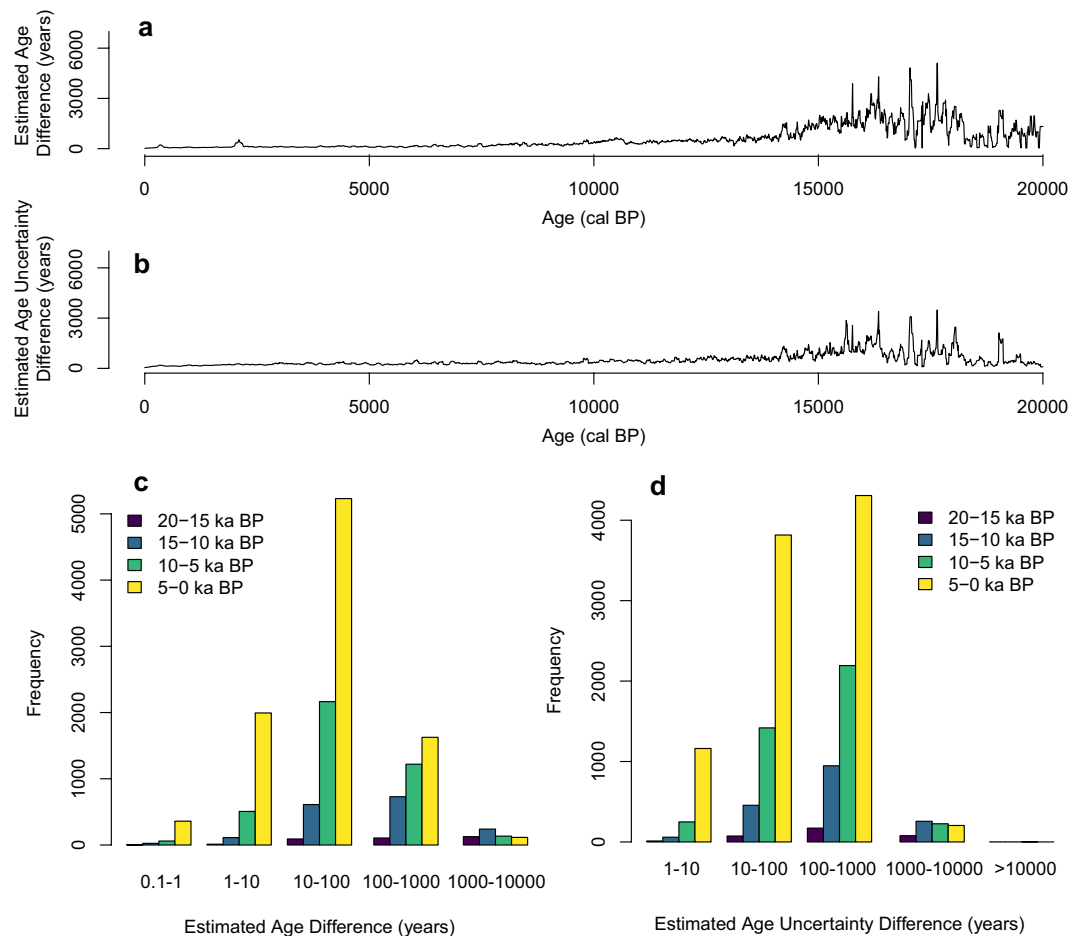 a
Estimated Age
Difference (years)
0 3000 6000
0 5000 10000 15000 20000
Age (cal BP)
b
Estimated Age Uncertainty
Difference (years)
0 3000 6000
0 5000 10000 15000 20000
Age (cal BP)
c
20−15 ka BP
15−10 ka BP
10−5 ka BP
5−0 ka BP
Frequency
0 1000 2000 3000 4000 5000
0.1-1 1-10 10-100 100-1000 1000-10000
Estimated Age Difference (years)
d
20−15 ka BP
15−10 ka BP
10−5 ka BP
5−0 ka BP
Frequency
0 1000 2000 3000 4000
1-10 10-100 100-1000 1000-10000 >10000
Estimated Age Uncertainty Difference (years)